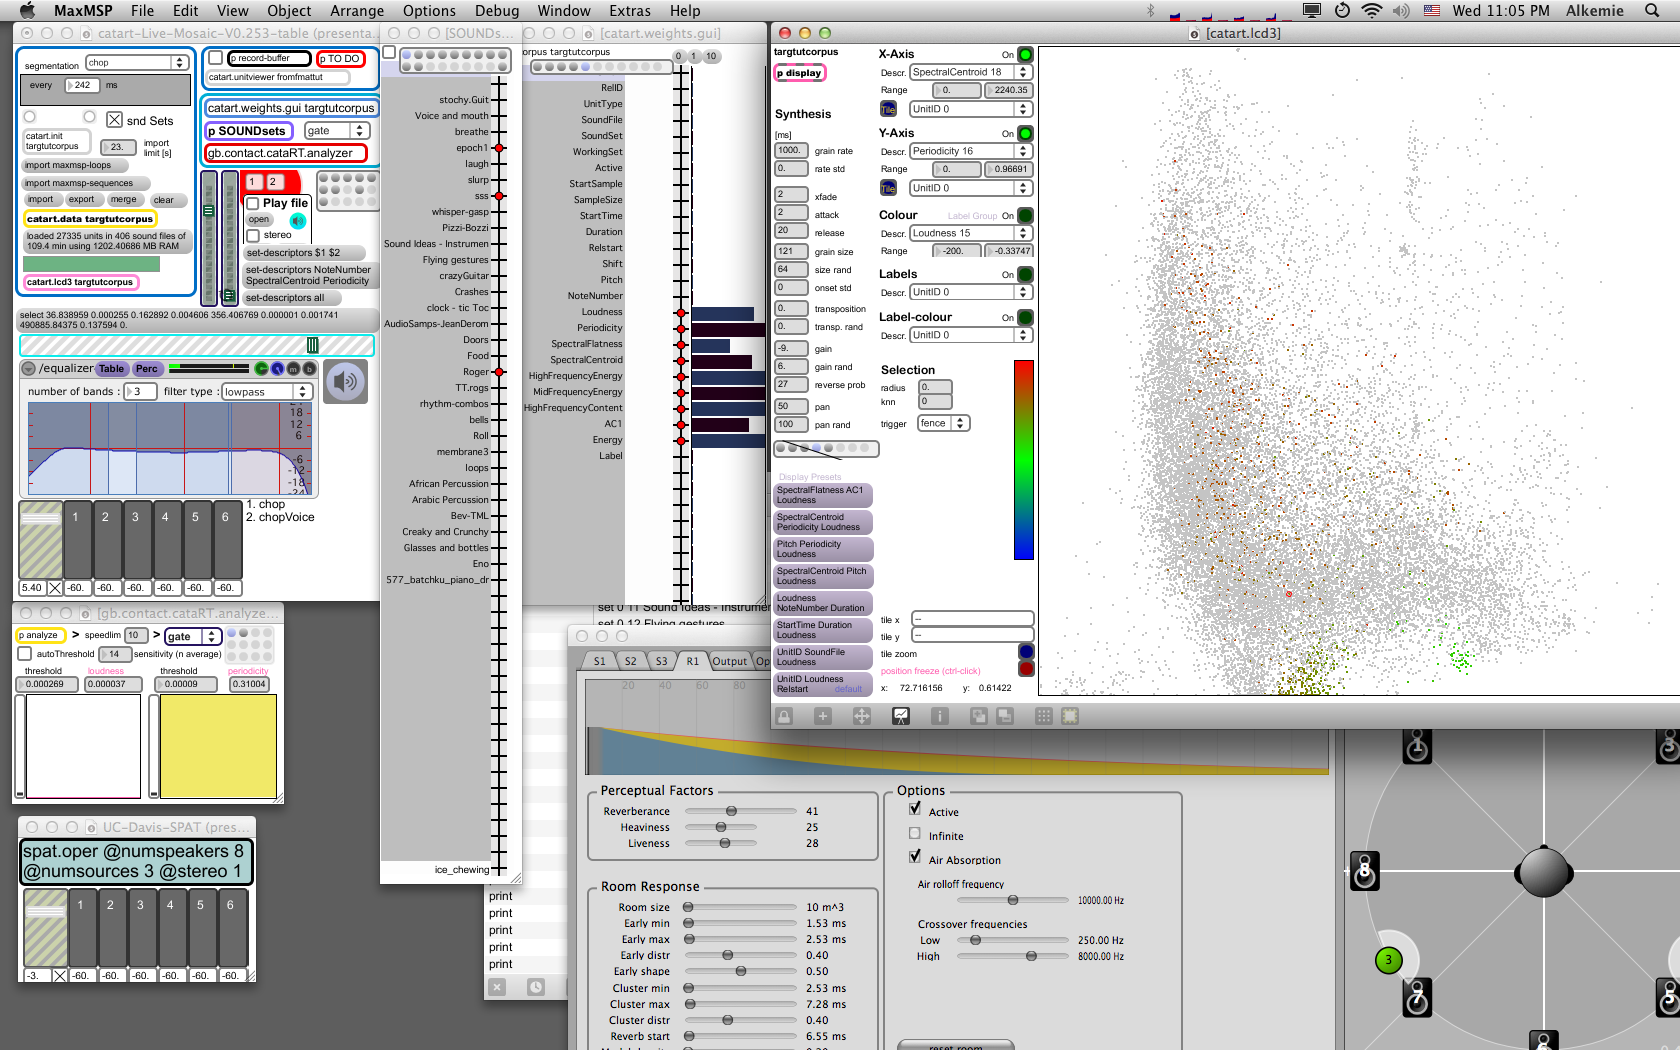 MaxMSP File Edit View Object Arrange Options Debug Window Extras Help Wed 11:05 PM Alkemie
catart-Live-Mosaic-V0.253-table (presenta...
segmentation chop
every 242 ms
snd Sets
catart.init
targtutcorpus
23. import
limit [s]
import maxmsp-loops
import maxmsp-sequences
import export merge clear
catart.data targtutcorpus
loaded 27335 units in 406 sound files of
109.4 min using 1202.40686 MB RAM
catart.lcd3 targtutcorpus
p record-buffer p TO DO
catart.unitviewer fromfmattut
catart.weights.gui targtutcorpus
p SOUNDsets gate
gb.contact.cataRT.analyzer
1 2
Play file
open
stereo
set-descriptors $1 $2
set-descriptors NoteNumber
SpectralCentroid Periodicity
set-descriptors all
select 36.838959 0.000255 0.162892 0.004606 356.406769 0.000001 0.001741
490885.84375 0.137594 0.
/equalizer Table Perc m b
number of bands : 3 filter type : lowpass
18
12
6
-6
-12
-18
-24
1 2 3 4 5 6
5.40 -60. -60. -60. -60. -60. -60.
1. chop
2. chopVoice
[gb.contact.cataRT.analyze...
p analyze > speedlim 10 > gate
autoThreshold 14 sensitivity (n average)
threshold loudness threshold periodicity
0.000269 0.000037 0.00009 0.31004
UC-Davis-SPAT (pres...
spat.oper @numspeakers 8
@numsources 3 @stereo 1
1 2 3 4 5 6
-3. -60. -60. -60. -60. -60. -60.
[SOUNDs...
stochy.Guit
Voice and mouth
breathe
epoch1
laugh
slurp
sss
whisper-gasp
Pizzi-Bozzi
Sound Ideas - Instrumen
Flying gestures
crazyGuitar
Crashes
clock - tic Toc
AudioSamps-JeanDerom
Doors
Food
Roger
TT.rogs
rhythm-combos
bells
Roll
membrane3
loops
African Percussion
Arabic Percussion
Bev-TML
Creaky and Crunchy
Glasses and bottles
Eno
577_batchku_piano_dr
ice_chewing
[catart.weights.gui]
orpus targtutcorpus 0 1 10
RelID
UnitType
SoundFile
SoundSet
WorkingSet
Active
StartSample
SampleSize
StartTime
Duration
Relstart
Shift
Pitch
NoteNumber
Loudness
Periodicity
SpectralFlatness
SpectralCentroid
HighFrequencyEnergy
MidFrequencyEnergy
HighFrequencyContent
AC1
Energy
Label
set 0 11 Sound Ideas - Instrume
set 0 12 Flying gestures
print
print
print
print
print
[catart.lcd3]
targtutcorpus
p display
Synthesis
[ms]
1000. grain rate
0. rate std
2 xfade
2 attack
20 release
121 grain size
64 size rand
0 onset std
0. transposition
0. transp. rand
-9. gain
6. gain rand
27 reverse prob
50 pan
100 pan rand
Display Presets
SpectralFlatness AC1
Loudness
SpectralCentroid
Periodicity Loudness
Pitch Periodicity
Loudness
SpectralCentroid Pitch
Loudness
Loudness
NoteNumber Duration
StartTime Duration
Loudness
UnitID SoundFile
Loudness
UnitID Loudness
Relstart default
X-Axis On
Descr. SpectralCentroid 18
Range 0. 2240.35
Tile UnitID 0
Y-Axis On
Descr. Periodicity 16
Range 0. 0.96691
Tile UnitID 0
Colour Label Group On
Descr. Loudness 15
Range -200. -0.33747
Labels On
Descr. UnitID 0
Label-colour On
Descr. UnitID 0
Selection
radius 0.
knn 0
trigger fence
tile x --
tile y --
tile zoom
position freeze (ctrl-click)
x: 72.716156 y: 0.61422
S1 S2 S3 R1 Output Op
20 40 60 80
Perceptual Factors
Reverberance 41
Heaviness 25
Liveness 28
Room Response
Room size 10 m^3
Early min 1.53 ms
Early max 2.53 ms
Early distr 0.40
Early shape 0.50
Cluster min 2.53 ms
Cluster max 7.28 ms
Cluster distr 0.40
Reverb start 6.55 ms
Options
Active
Infinite
Air Absorption
Air rolloff frequency
10000.00 Hz
Crossover frequencies
Low 250.00 Hz
High 8000.00 Hz
reset room
1
3
8
3
7
5